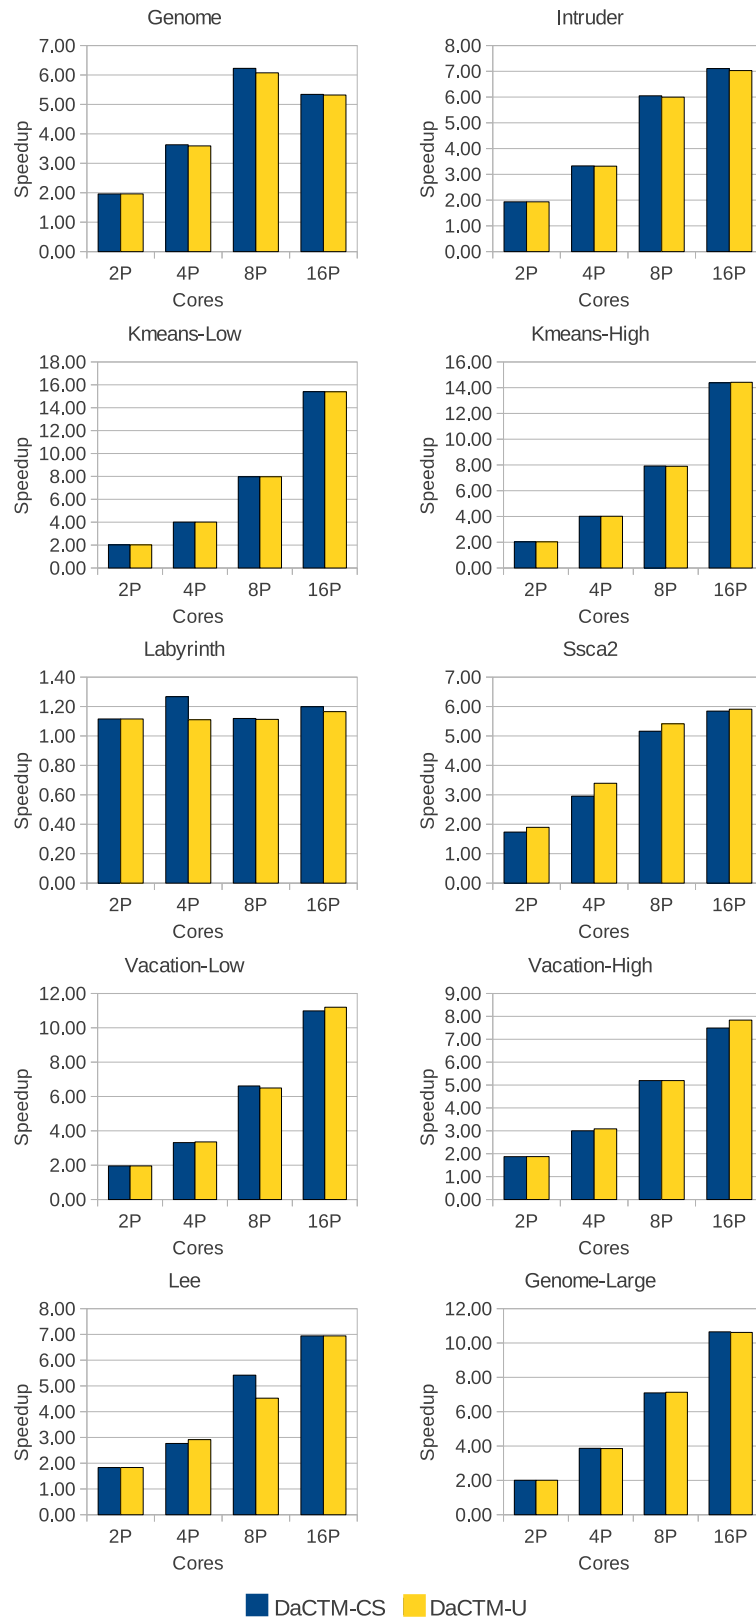 Genome
Speedup
7.00
6.00
5.00
4.00
3.00
2.00
1.00
0.00
2P 4P 8P 16P
Cores
Intruder
Speedup
8.00
7.00
6.00
5.00
4.00
3.00
2.00
1.00
0.00
2P 4P 8P 16P
Cores
Kmeans-Low
Speedup
18.00
16.00
14.00
12.00
10.00
8.00
6.00
4.00
2.00
0.00
2P 4P 8P 16P
Cores
Kmeans-High
Speedup
16.00
14.00
12.00
10.00
8.00
6.00
4.00
2.00
0.00
2P 4P 8P 16P
Cores
Labyrinth
Speedup
1.40
1.20
1.00
0.80
0.60
0.40
0.20
0.00
2P 4P 8P 16P
Cores
Ssca2
Speedup
7.00
6.00
5.00
4.00
3.00
2.00
1.00
0.00
2P 4P 8P 16P
Cores
Vacation-Low
Speedup
12.00
10.00
8.00
6.00
4.00
2.00
0.00
2P 4P 8P 16P
Cores
Vacation-High
Speedup
9.00
8.00
7.00
6.00
5.00
4.00
3.00
2.00
1.00
0.00
2P 4P 8P 16P
Cores
Lee
Speedup
8.00
7.00
6.00
5.00
4.00
3.00
2.00
1.00
0.00
2P 4P 8P 16P
Cores
Genome-Large
Speedup
12.00
10.00
8.00
6.00
4.00
2.00
0.00
2P 4P 8P 16P
Cores
DaCTM-CS DaCTM-U